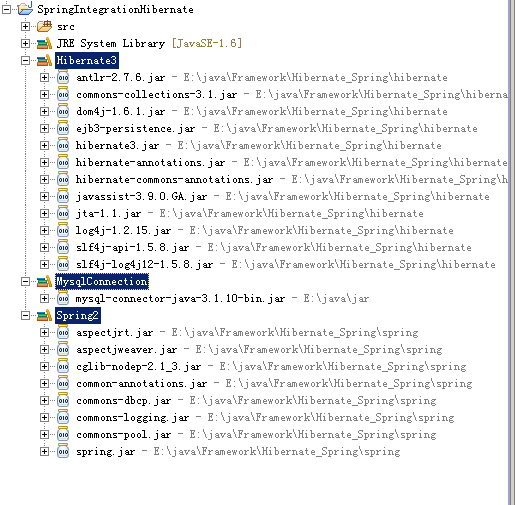 SpringIntegrationHibernate
src
JRE System Library [JavaSE-1.6]
Hibernate3
antlr-2.7.6.jar - E:\java\Framework\Hibernate_Spring\hibernate
commons-collections-3.1.jar - E:\java\Framework\Hibernate_Spring\hibern
dom4j-1.6.1.jar - E:\java\Framework\Hibernate_Spring\hibernate
ejb3-persistence.jar - E:\java\Framework\Hibernate_Spring\hibernate
hibernate3.jar - E:\java\Framework\Hibernate_Spring\hibernate
hibernate-annotations.jar - E:\java\Framework\Hibernate_Spring\hibernate
hibernate-commons-annotations.jar - E:\java\Framework\Hibernate_Spring\h
javassist-3.9.0.GA.jar - E:\java\Framework\Hibernate_Spring\hibernate
jta-1.1.jar - E:\java\Framework\Hibernate_Spring\hibernate
log4j-1.2.15.jar - E:\java\Framework\Hibernate_Spring\hibernate
slf4j-api-1.5.8.jar - E:\java\Framework\Hibernate_Spring\hibernate
slf4j-log4j12-1.5.8.jar - E:\java\Framework\Hibernate_Spring\hibernate
MysqlConnection
mysql-connector-java-3.1.10-bin.jar - E:\java\jar
Spring2
aspectjrt.jar - E:\java\Framework\Hibernate_Spring\spring
aspectjweaver.jar - E:\java\Framework\Hibernate_Spring\spring
cglib-nodep-2.1_3.jar - E:\java\Framework\Hibernate_Spring\spring
common-annotations.jar - E:\java\Framework\Hibernate_Spring\spring
commons-dbcp.jar - E:\java\Framework\Hibernate_Spring\spring
commons-logging.jar - E:\java\Framework\Hibernate_Spring\spring
commons-pool.jar - E:\java\Framework\Hibernate_Spring\spring
spring.jar - E:\java\Framework\Hibernate_Spring\spring